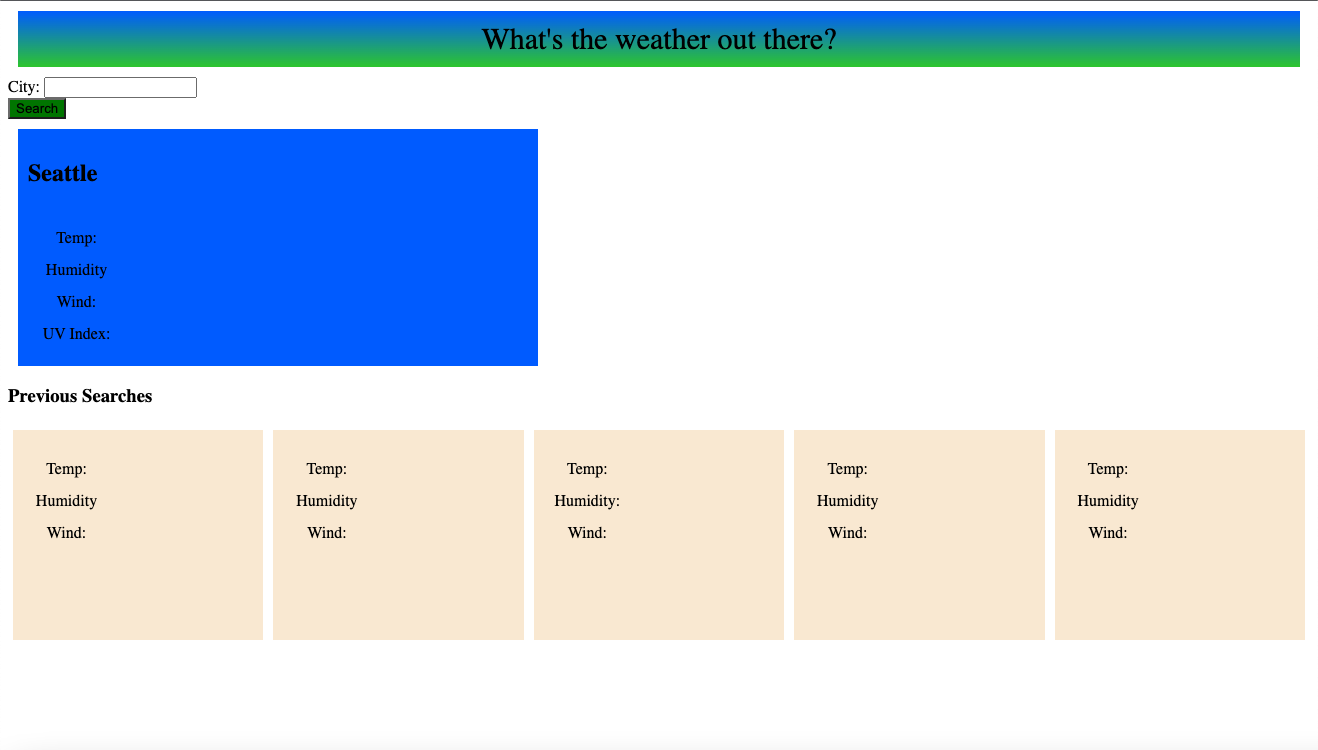 What's the weather out there?
City:
Search
Seattle
Temp:
Humidity
Wind:
UV Index:
Previous Searches
Temp:
Humidity
Wind:
Temp:
Humidity
Wind:
Temp:
Humidity:
Wind:
Temp:
Humidity
Wind:
Temp:
Humidity
Wind: